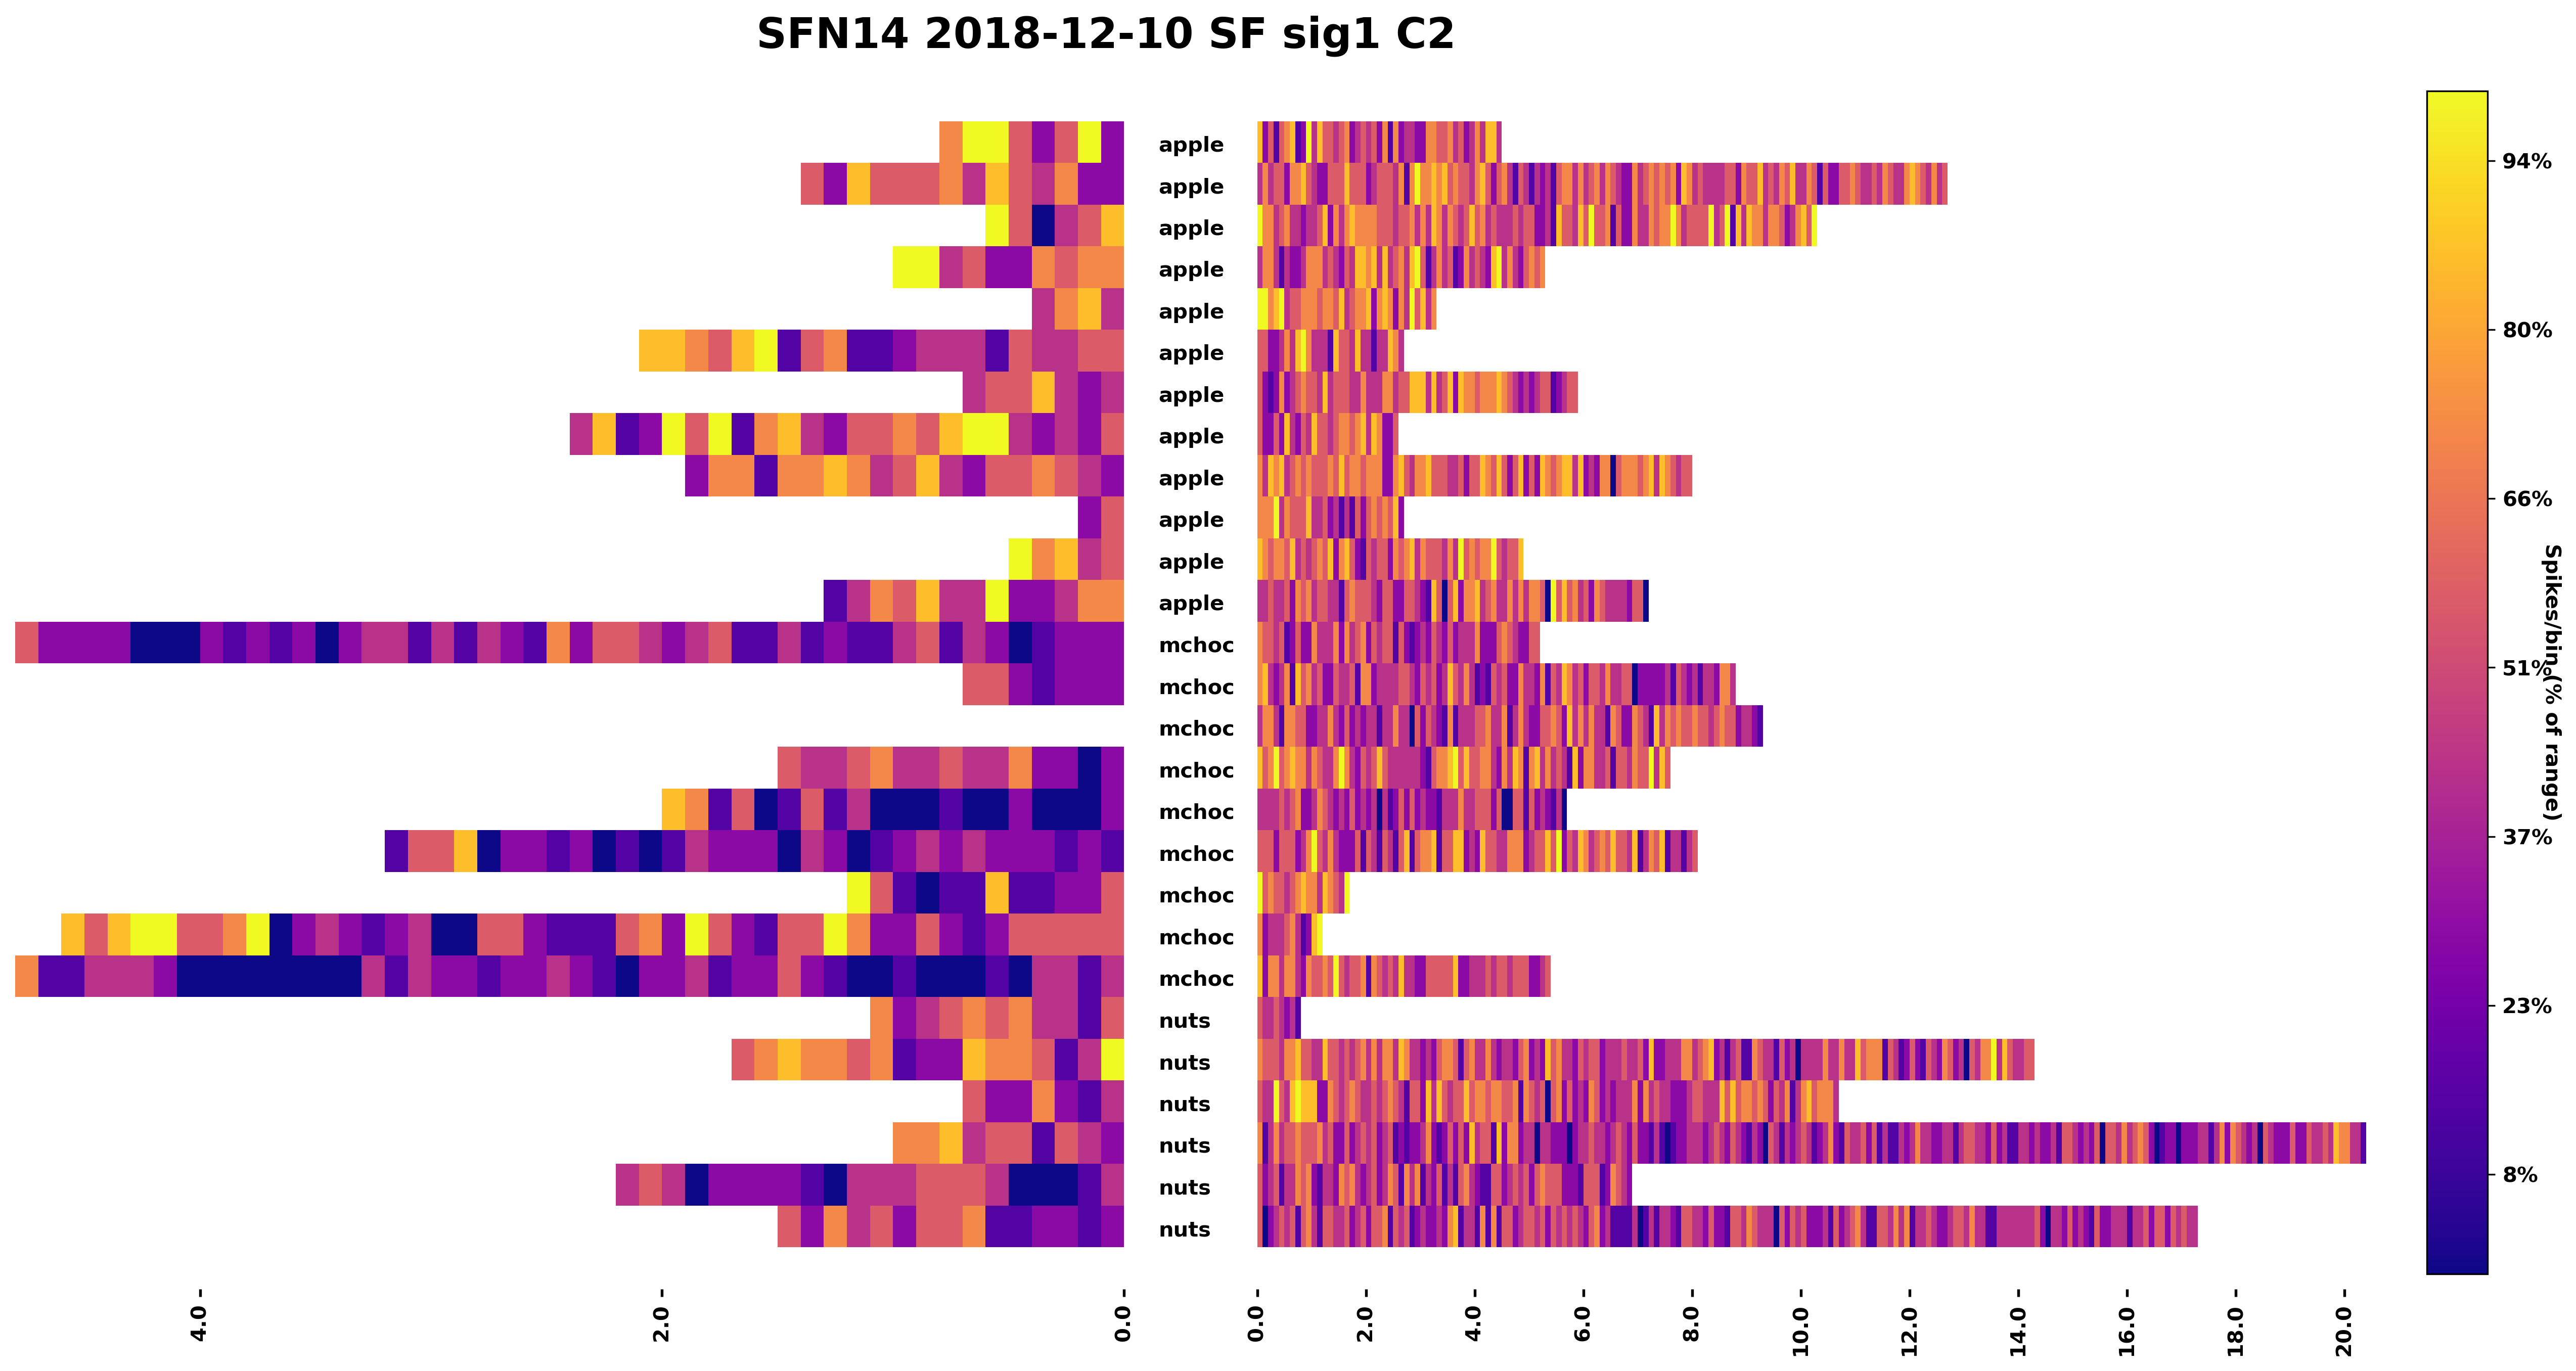 SFN14 2018-12-10 SF sig1 C2
apple
apple
apple
apple
apple
apple
apple
apple
apple
apple
apple
apple
mchoc
mchoc
mchoc
mchoc
mchoc
mchoc
mchoc
mchoc
mchoc
nuts
nuts
nuts
nuts
nuts
nuts
4.0
2.0
0.0
0.0
2.0
4.0
6.0
8.0
10.0
12.0
14.0
16.0
18.0
20.0
94%
80%
66%
51%
37%
23%
8%
Spikes/bin (% of range)